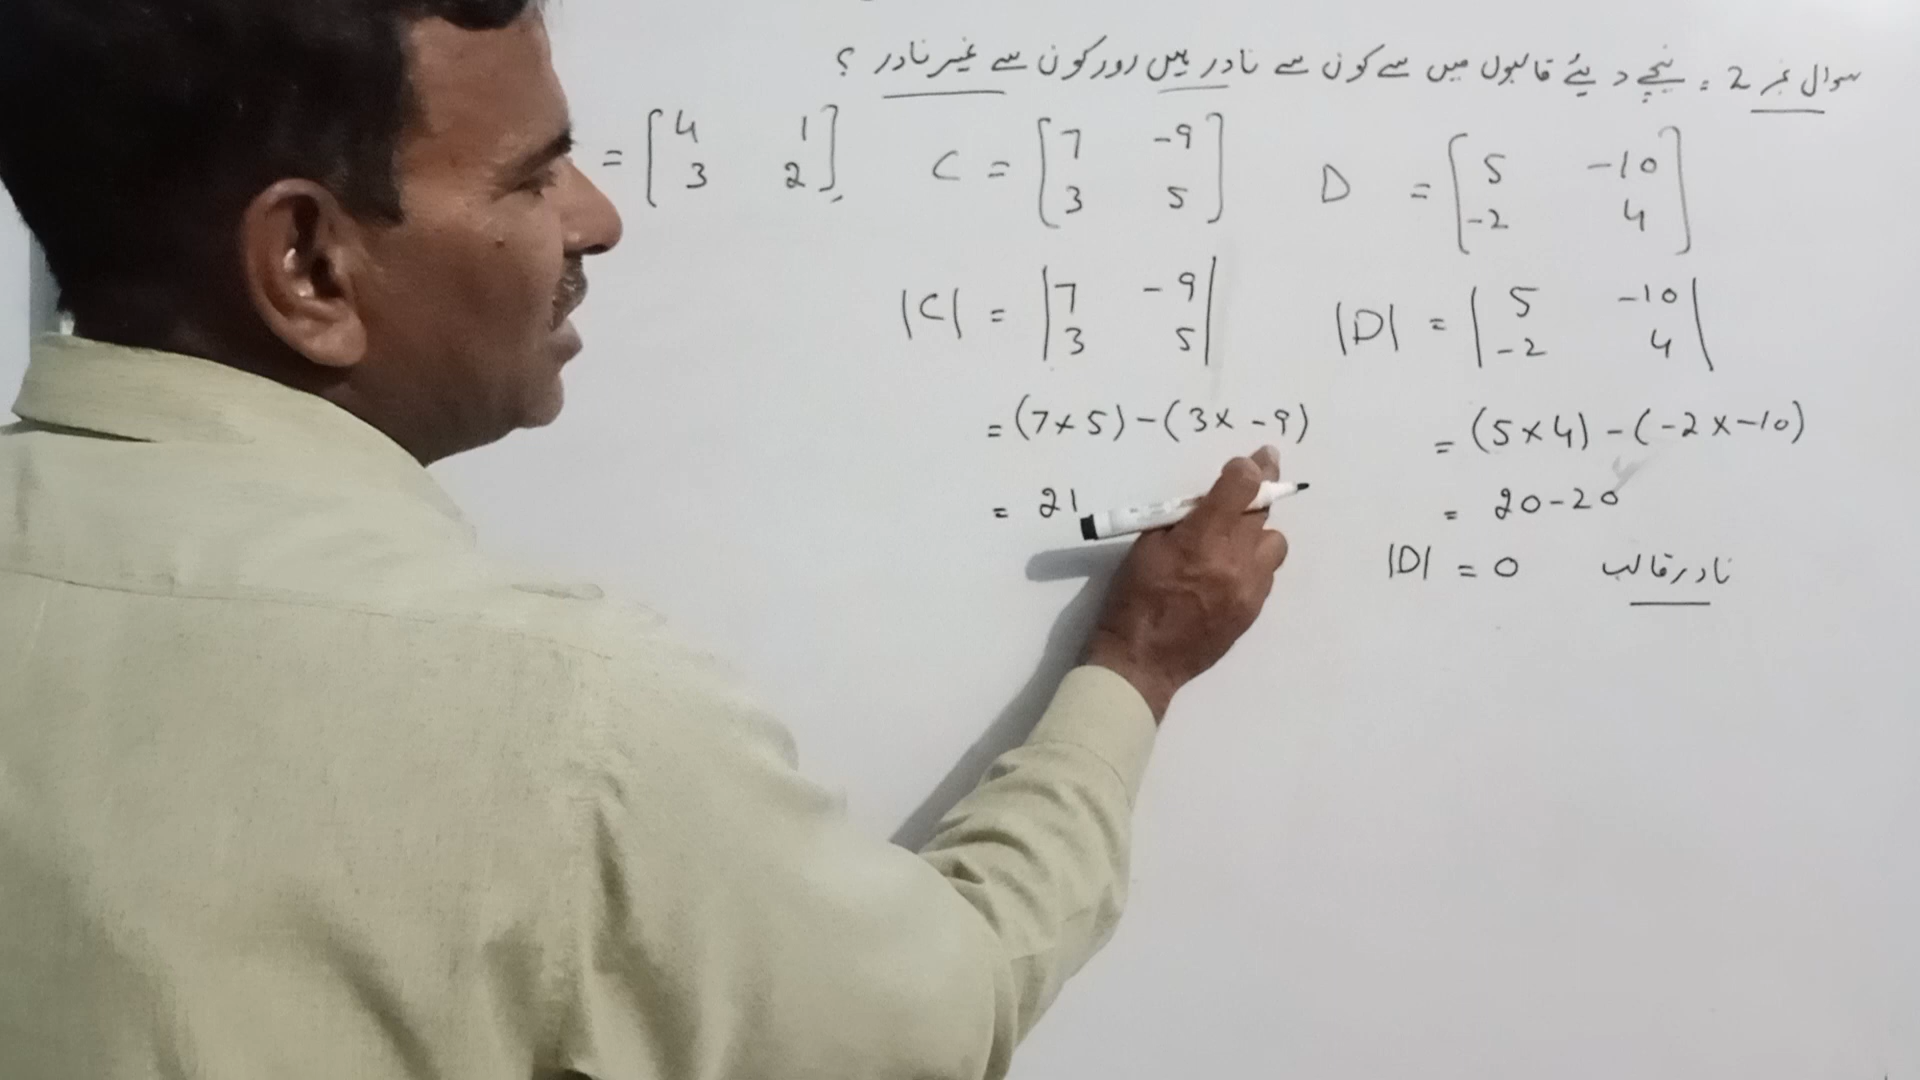 سوال نمبر 2 : نیچے دیئے قالبوں میں سے کون سے نادر ہیں اور کون سے غیر نادر ؟
= [4 1
3 2]
C = [7 -9
3 5]
D = [5 -10
-2 4]
|C| = |7 -9
3 5|
= (7×5)-(3× -9)
= 21
|D| = |5 -10
-2 4|
= (5×4)-(-2×-10)
= 20-20
|D| = 0 نادر قالب